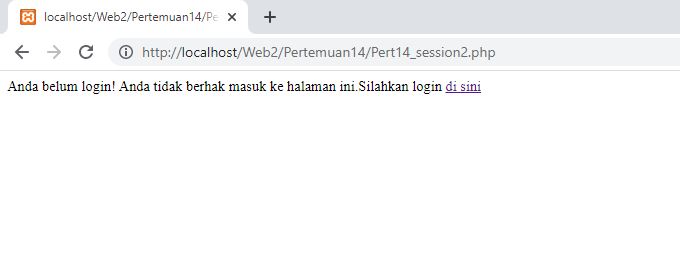 localhost/Web2/Pertemuan14/Pe
http://localhost/Web2/Pertemuan14/Pert14_session2.php
Anda belum login! Anda tidak berhak masuk ke halaman ini.Silahkan login di sini